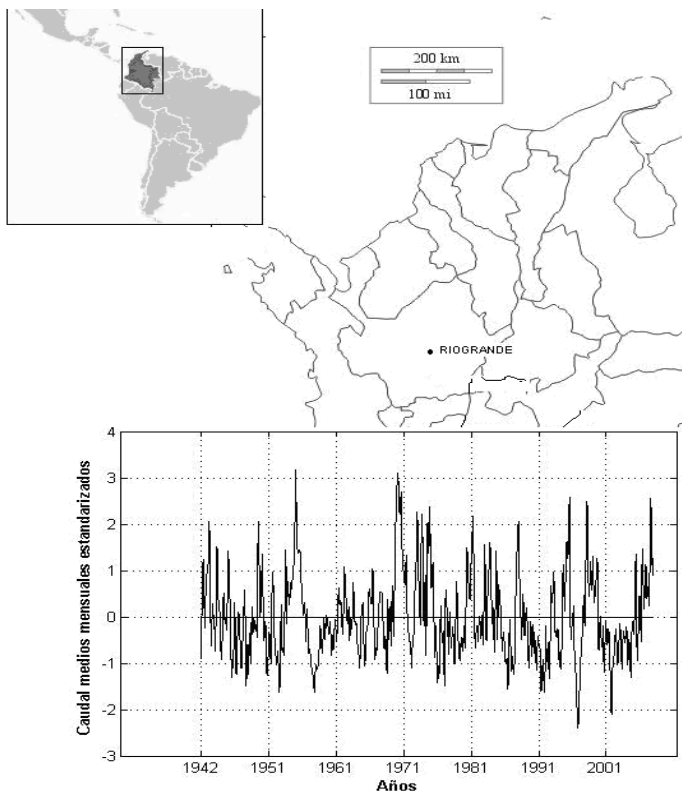 200 km
100 mi
RIOGRANDE
Caudal medios mensuales estandarizados
4
3
2
1
0
-1
-2
-3
1942 1951 1961 1971 1981 1991 2001
Años